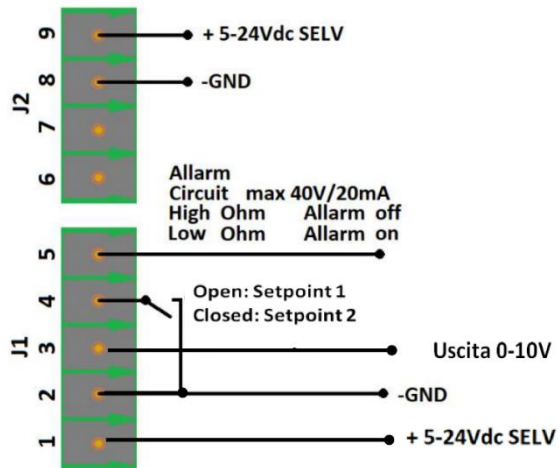 9
+ 5-24Vdc SELV
8
-GND
7
6
J2
Allarm
Circuit max 40V/20mA
High Ohm Allarm off
Low Ohm Allarm on
5
4
Open: Setpoint 1
Closed: Setpoint 2
3
Uscita 0-10V
2
-GND
1
+ 5-24Vdc SELV
J1